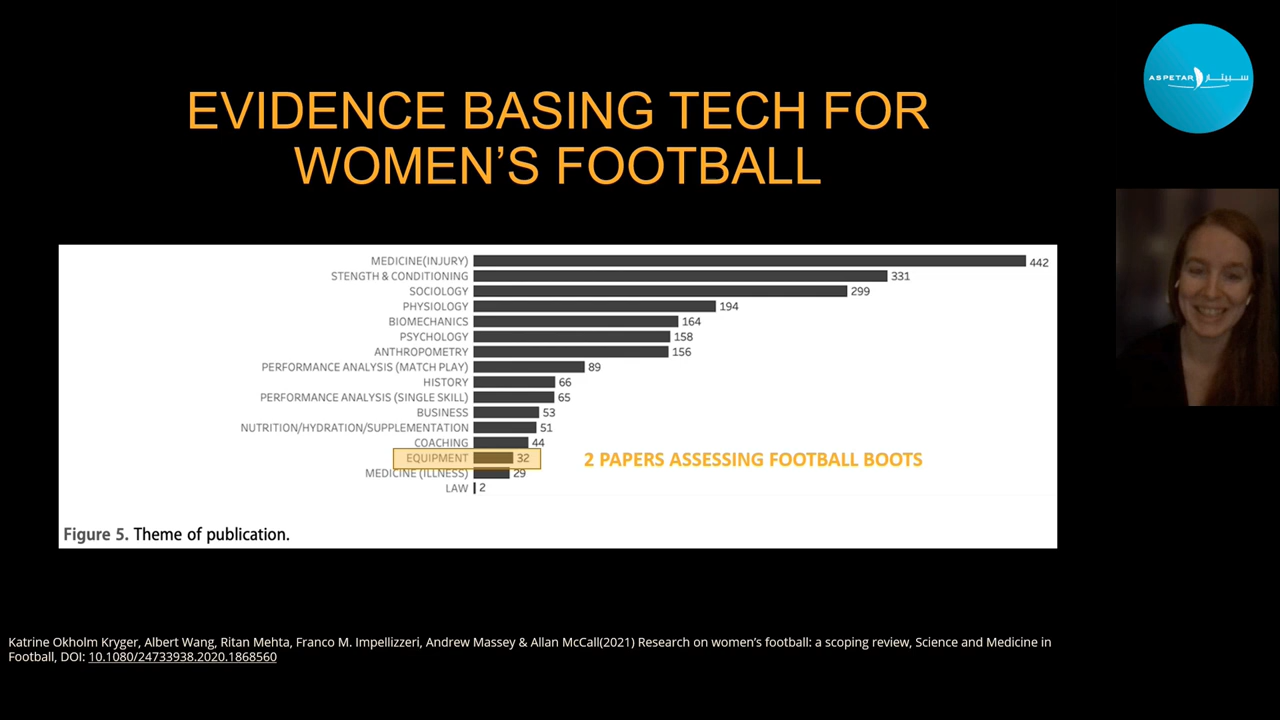 EVIDENCE BASING TECH FOR
WOMEN’S FOOTBALL
ASPETAR سبيتار
MEDICINE(INJURY) 442
STENGTH & CONDITIONING 331
SOCIOLOGY 299
PHYSIOLOGY 194
BIOMECHANICS 164
PSYCHOLOGY 158
ANTHROPOMETRY 156
PERFORMANCE ANALYSIS (MATCH PLAY) 89
HISTORY 66
PERFORMANCE ANALYSIS (SINGLE SKILL) 65
BUSINESS 53
NUTRITION/HYDRATION/SUPPLEMENTATION 51
COACHING 44
EQUIPMENT 32 2 PAPERS ASSESSING FOOTBALL BOOTS
MEDICINE (ILLNESS) 29
LAW 2
Figure 5. Theme of publication.
Katrine Okholm Kryger, Albert Wang, Ritan Mehta, Franco M. Impellizzeri, Andrew Massey & Allan McCall(2021) Research on women’s football: a scoping review, Science and Medicine in
Football, DOI: 10.1080/24733938.2020.1868560